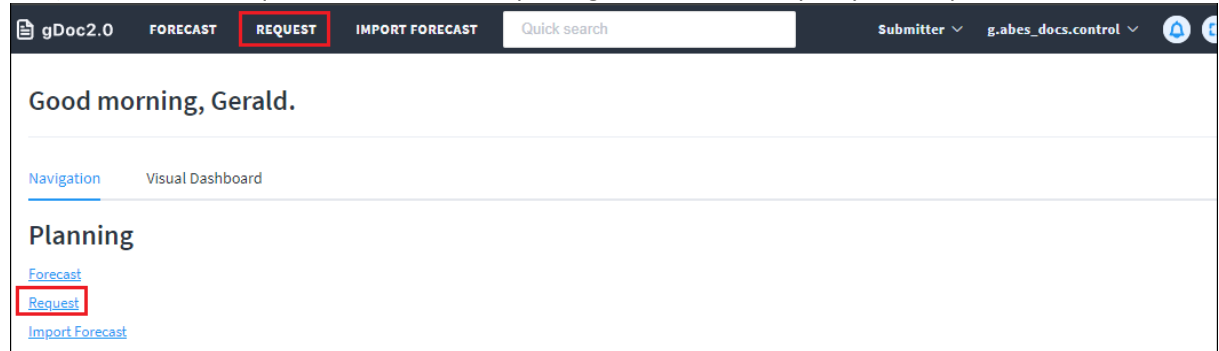 gDoc2.0 FORECAST REQUEST IMPORT FORECAST Quick search Submitter g.abes_docs.control
Good morning, Gerald.
Navigation Visual Dashboard
Planning
Forecast
Request
Import Forecast